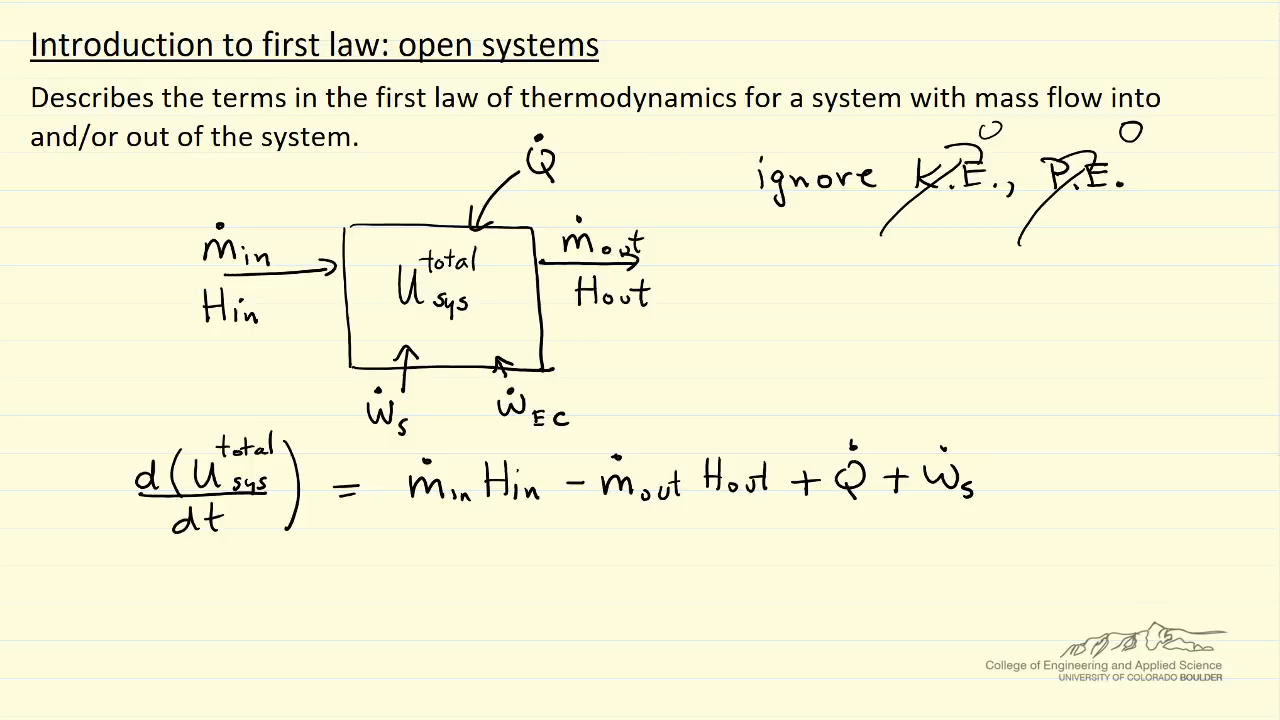 Introduction to first law: open systems
Describes the terms in the first law of thermodynamics for a system with mass flow into
and/or out of the system.
Q̇
ignore K.E., P.E.
0 0
ṁin
Hin
U total sys
ṁout
Hout
Ẇs
ẆEC
d(U total sys)/dt = ṁin Hin - ṁout Hout + Q̇ + Ẇs
College of Engineering and Applied Science
UNIVERSITY OF COLORADO BOULDER